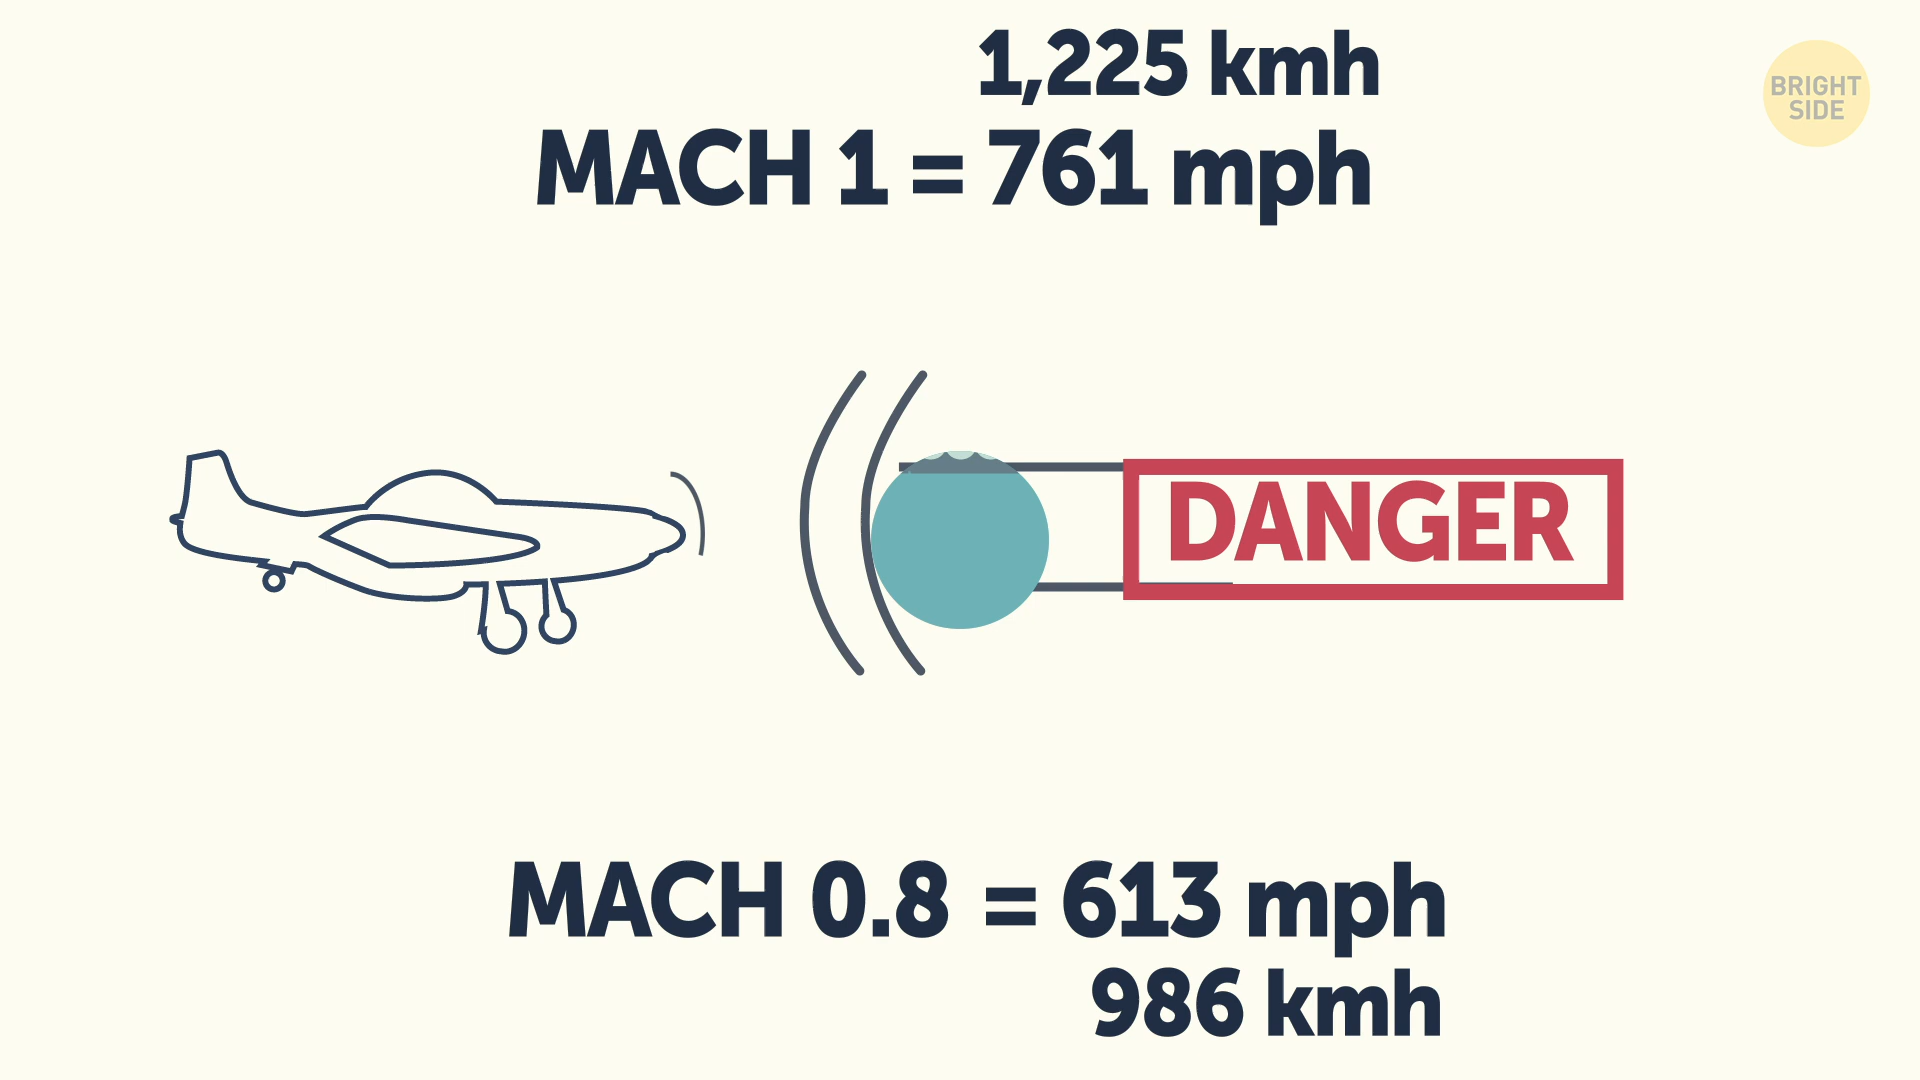 1,225 kmh
MACH 1 = 761 mph
BRIGHT
SIDE
DANGER
MACH 0.8 = 613 mph
986 kmh